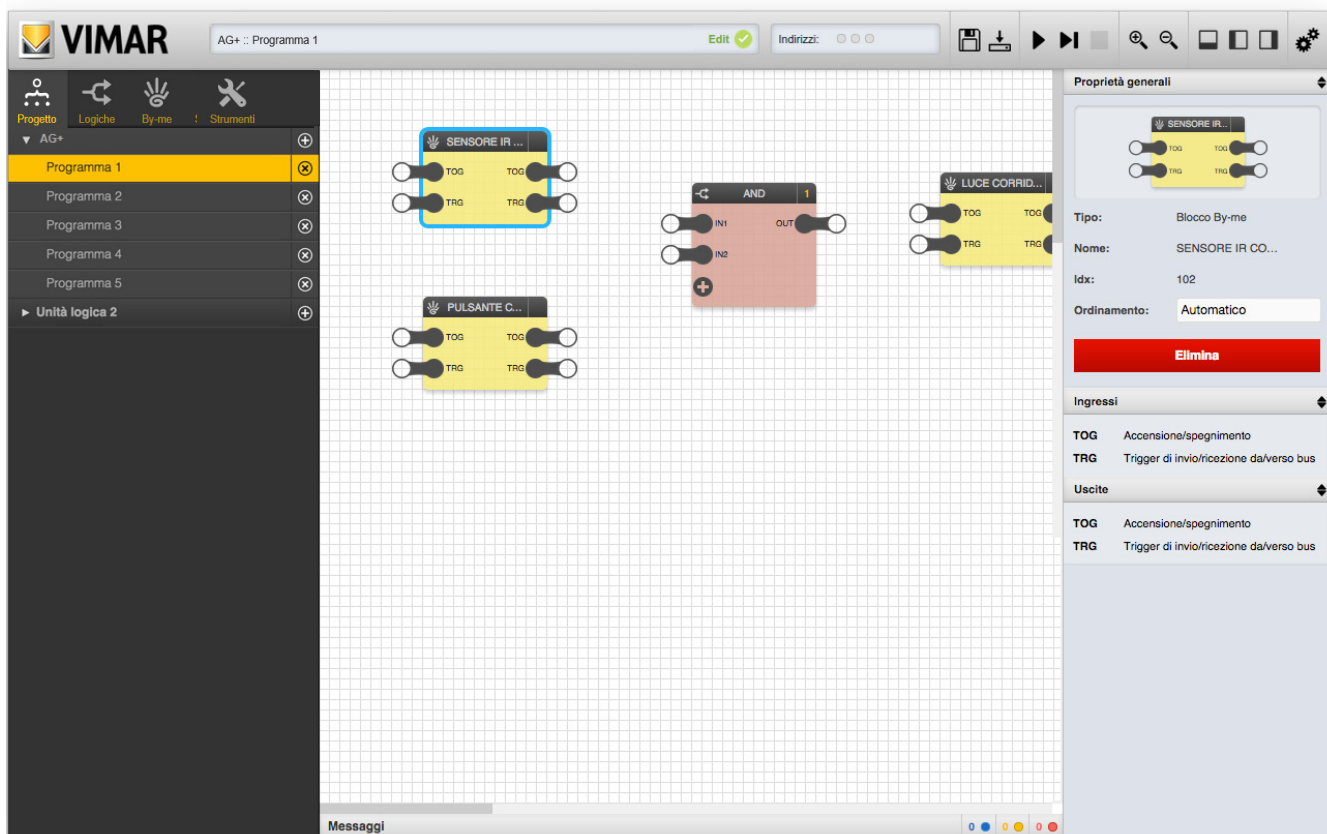 VIMAR
AG+ :: Programma 1
Edit
Indirizzi:
Progetto
Logiche
By-me
Strumenti
AG+
Programma 1
Programma 2
Programma 3
Programma 4
Programma 5
Unità logica 2
SENSORE IR ...
TOG TOG
TRG TRG
PULSANTE C...
TOG TOG
TRG TRG
AND 1
IN1 OUT
IN2
LUCE CORRID...
TOG TOG
TRG TRG
Messaggi
0 0 0
Proprietà generali
SENSORE IR...
TOG TOG
TRG TRG
Tipo: Blocco By-me
Nome: SENSORE IR CO...
Idx: 102
Ordinamento: Automatico
Elimina
Ingressi
TOG Accensione/spegnimento
TRG Trigger di invio/ricezione da/verso bus
Uscite
TOG Accensione/spegnimento
TRG Trigger di invio/ricezione da/verso bus